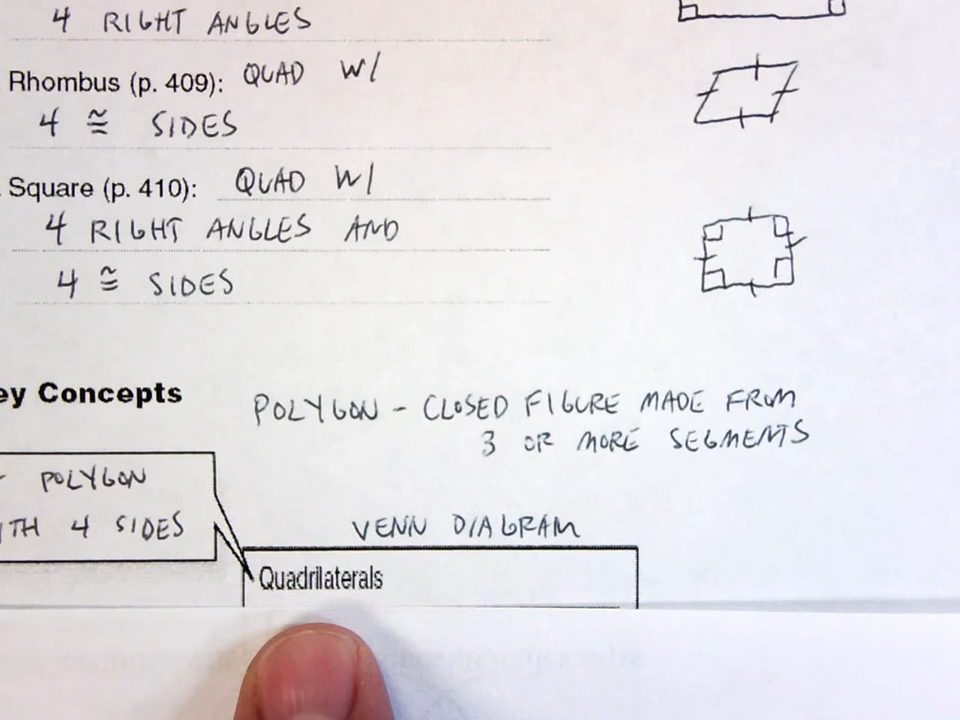 4 RIGHT ANGLES
. Rhombus (p. 409): QUAD W/
4 ≅ SIDES
. Square (p. 410): QUAD W/
4 RIGHT ANGLES AND
4 ≅ SIDES
ey Concepts
POLYGON - CLOSED FIGURE MADE FROM
3 OR MORE SEGMENTS
- POLYGON
ITH 4 SIDES
VENN DIAGRAM
Quadrilaterals